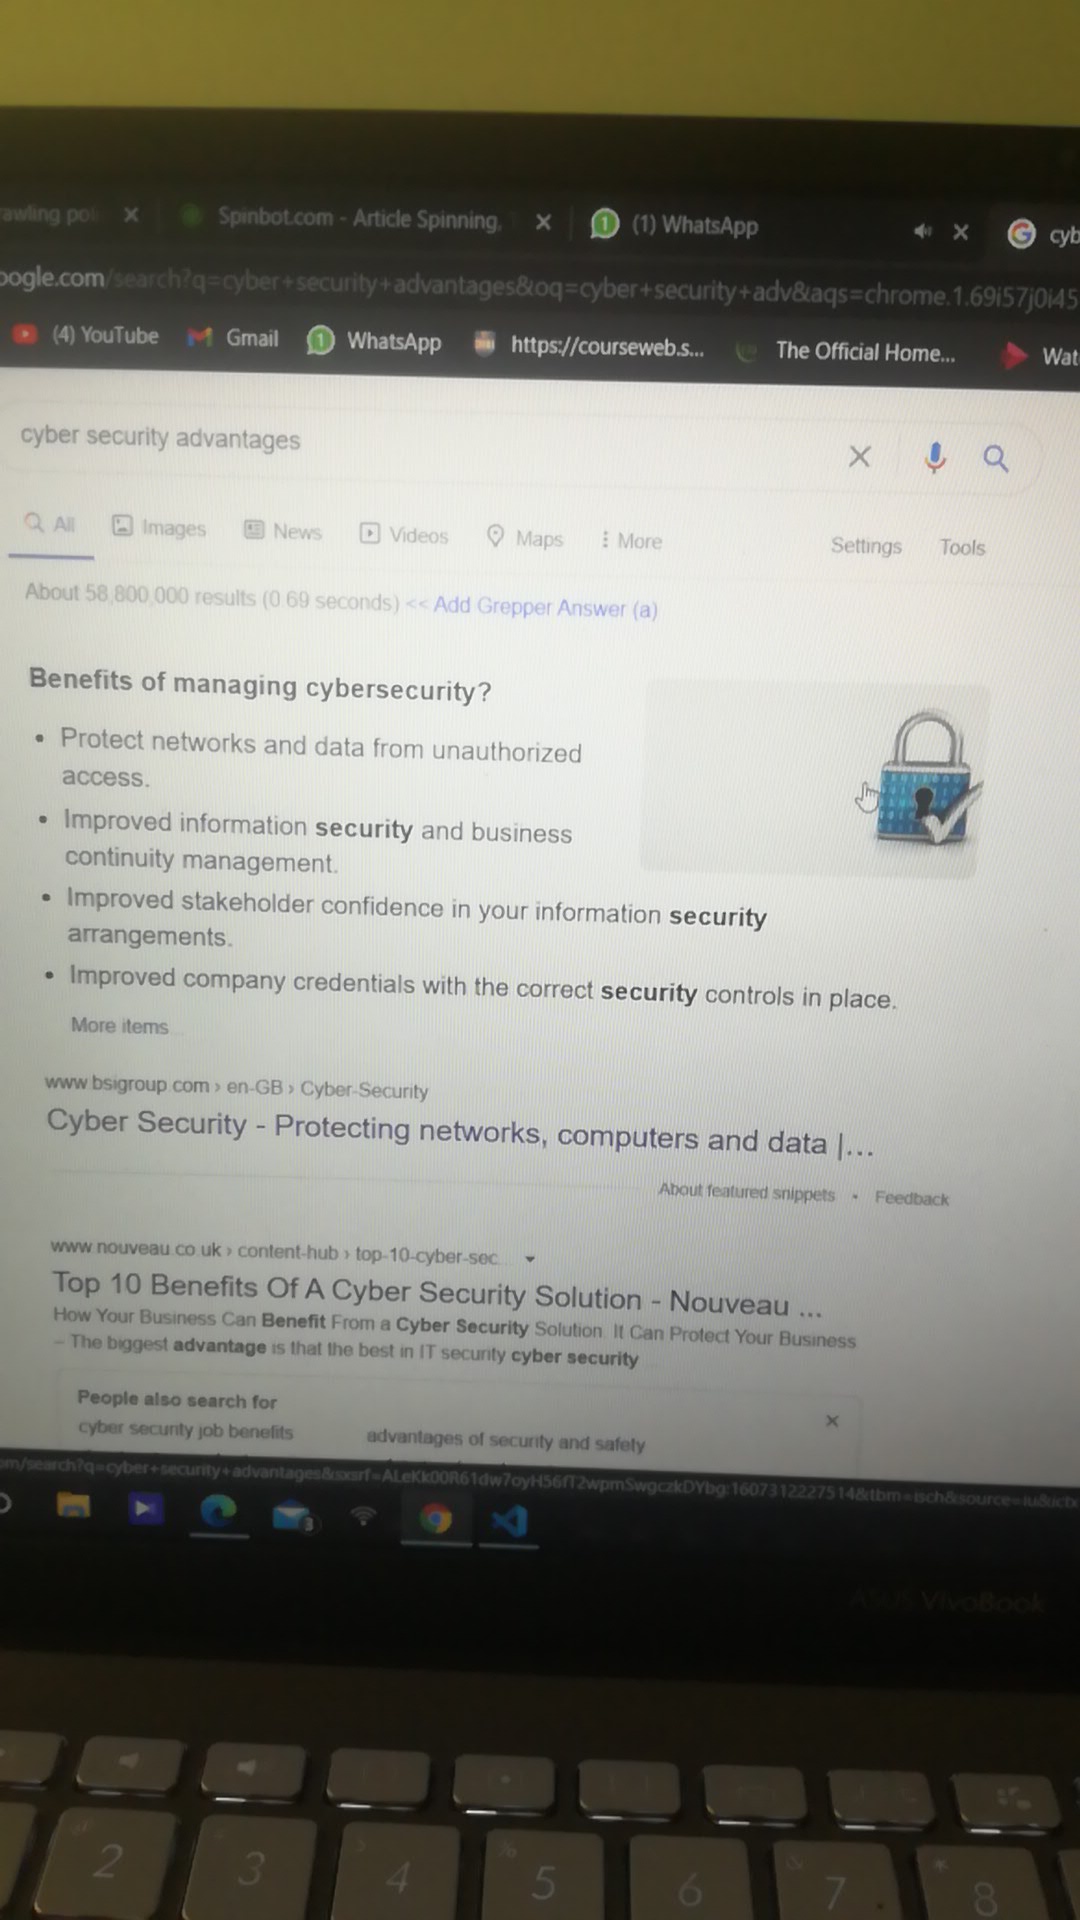 awling pol
Spinbot.com - Article Spinning,
(1) WhatsApp
cyb
oogle.com/search?q=cyber+security+advantages&oq=cyber+security+adv&aqs=chrome.1.69i57j0i45
(4) YouTube Gmail WhatsApp https://courseweb.s... The Official Home... Wat
cyber security advantages
All Images News Videos Maps More Settings Tools
About 58,800,000 results (0.69 seconds) << Add Grepper Answer (a)
Benefits of managing cybersecurity?
• Protect networks and data from unauthorized
access.
• Improved information security and business
continuity management.
• Improved stakeholder confidence in your information security
arrangements.
• Improved company credentials with the correct security controls in place.
More items
www.bsigroup.com › en-GB › Cyber-Security
Cyber Security - Protecting networks, computers and data |...
About featured snippets • Feedback
www.nouveau.co.uk › content-hub › top-10-cyber-sec...
Top 10 Benefits Of A Cyber Security Solution - Nouveau ...
How Your Business Can Benefit From a Cyber Security Solution. It Can Protect Your Business
– The biggest advantage is that the best in IT security cyber security
People also search for
cyber security job benefits advantages of security and safety
om/search?q=cyber+security+advantages&sxsrf=ALeKk00R61dw7oyH56fT2wpmSwgczkDYbg:1607312227514&tbm=isch&source=iu&ictx
3
ASUS VivoBook
2 3 4 5 6 7 8